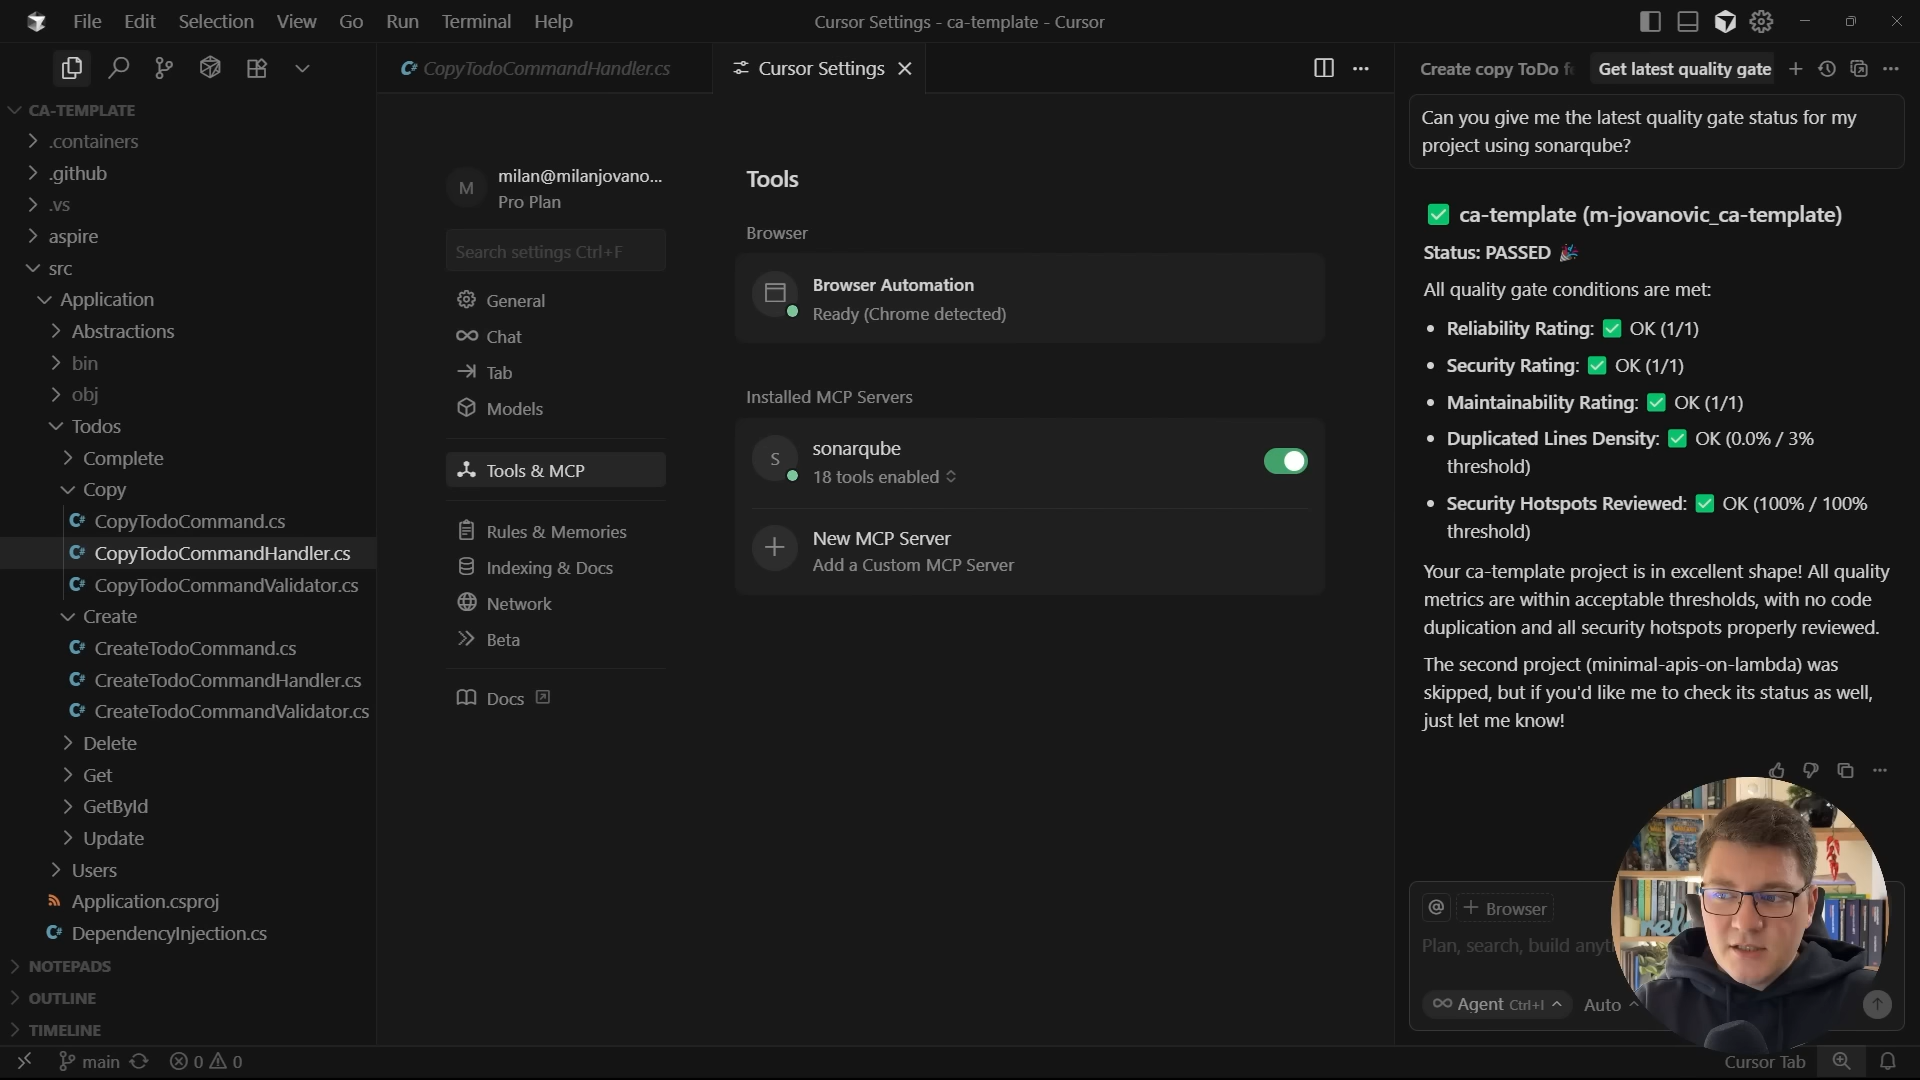 File Edit Selection View Go Run Terminal Help
Cursor Settings - ca-template - Cursor
CA-TEMPLATE
.containers
.github
.vs
aspire
src
Application
Abstractions
bin
obj
Todos
Complete
Copy
CopyTodoCommand.cs
CopyTodoCommandHandler.cs
CopyTodoCommandValidator.cs
Create
CreateTodoCommand.cs
CreateTodoCommandHandler.cs
CreateTodoCommandValidator.cs
Delete
Get
GetById
Update
Users
Application.csproj
DependencyInjection.cs
NOTEPADS
OUTLINE
TIMELINE
CopyTodoCommandHandler.cs
Cursor Settings
M
milan@milanjovano...
Pro Plan
Search settings Ctrl+F
General
Chat
Tab
Models
Tools & MCP
Rules & Memories
Indexing & Docs
Network
Beta
Docs
Tools
Browser
Browser Automation
Ready (Chrome detected)
Installed MCP Servers
S
sonarqube
18 tools enabled
New MCP Server
Add a Custom MCP Server
Create copy ToDo Get latest quality gate
Can you give me the latest quality gate status for my
project using sonarqube?
✅ ca-template (m-jovanovic_ca-template)
Status: PASSED 🎉
All quality gate conditions are met:
• Reliability Rating: ✅ OK (1/1)
• Security Rating: ✅ OK (1/1)
• Maintainability Rating: ✅ OK (1/1)
• Duplicated Lines Density: ✅ OK (0.0% / 3%
threshold)
• Security Hotspots Reviewed: ✅ OK (100% / 100%
threshold)
Your ca-template project is in excellent shape! All quality
metrics are within acceptable thresholds, with no code
duplication and all security hotspots properly reviewed.
The second project (minimal-apis-on-lambda) was
skipped, but if you'd like me to check its status as well,
just let me know!
@ + Browser
Plan, search, build
Agent Ctrl+I Auto
main 0 0
Cursor Tab